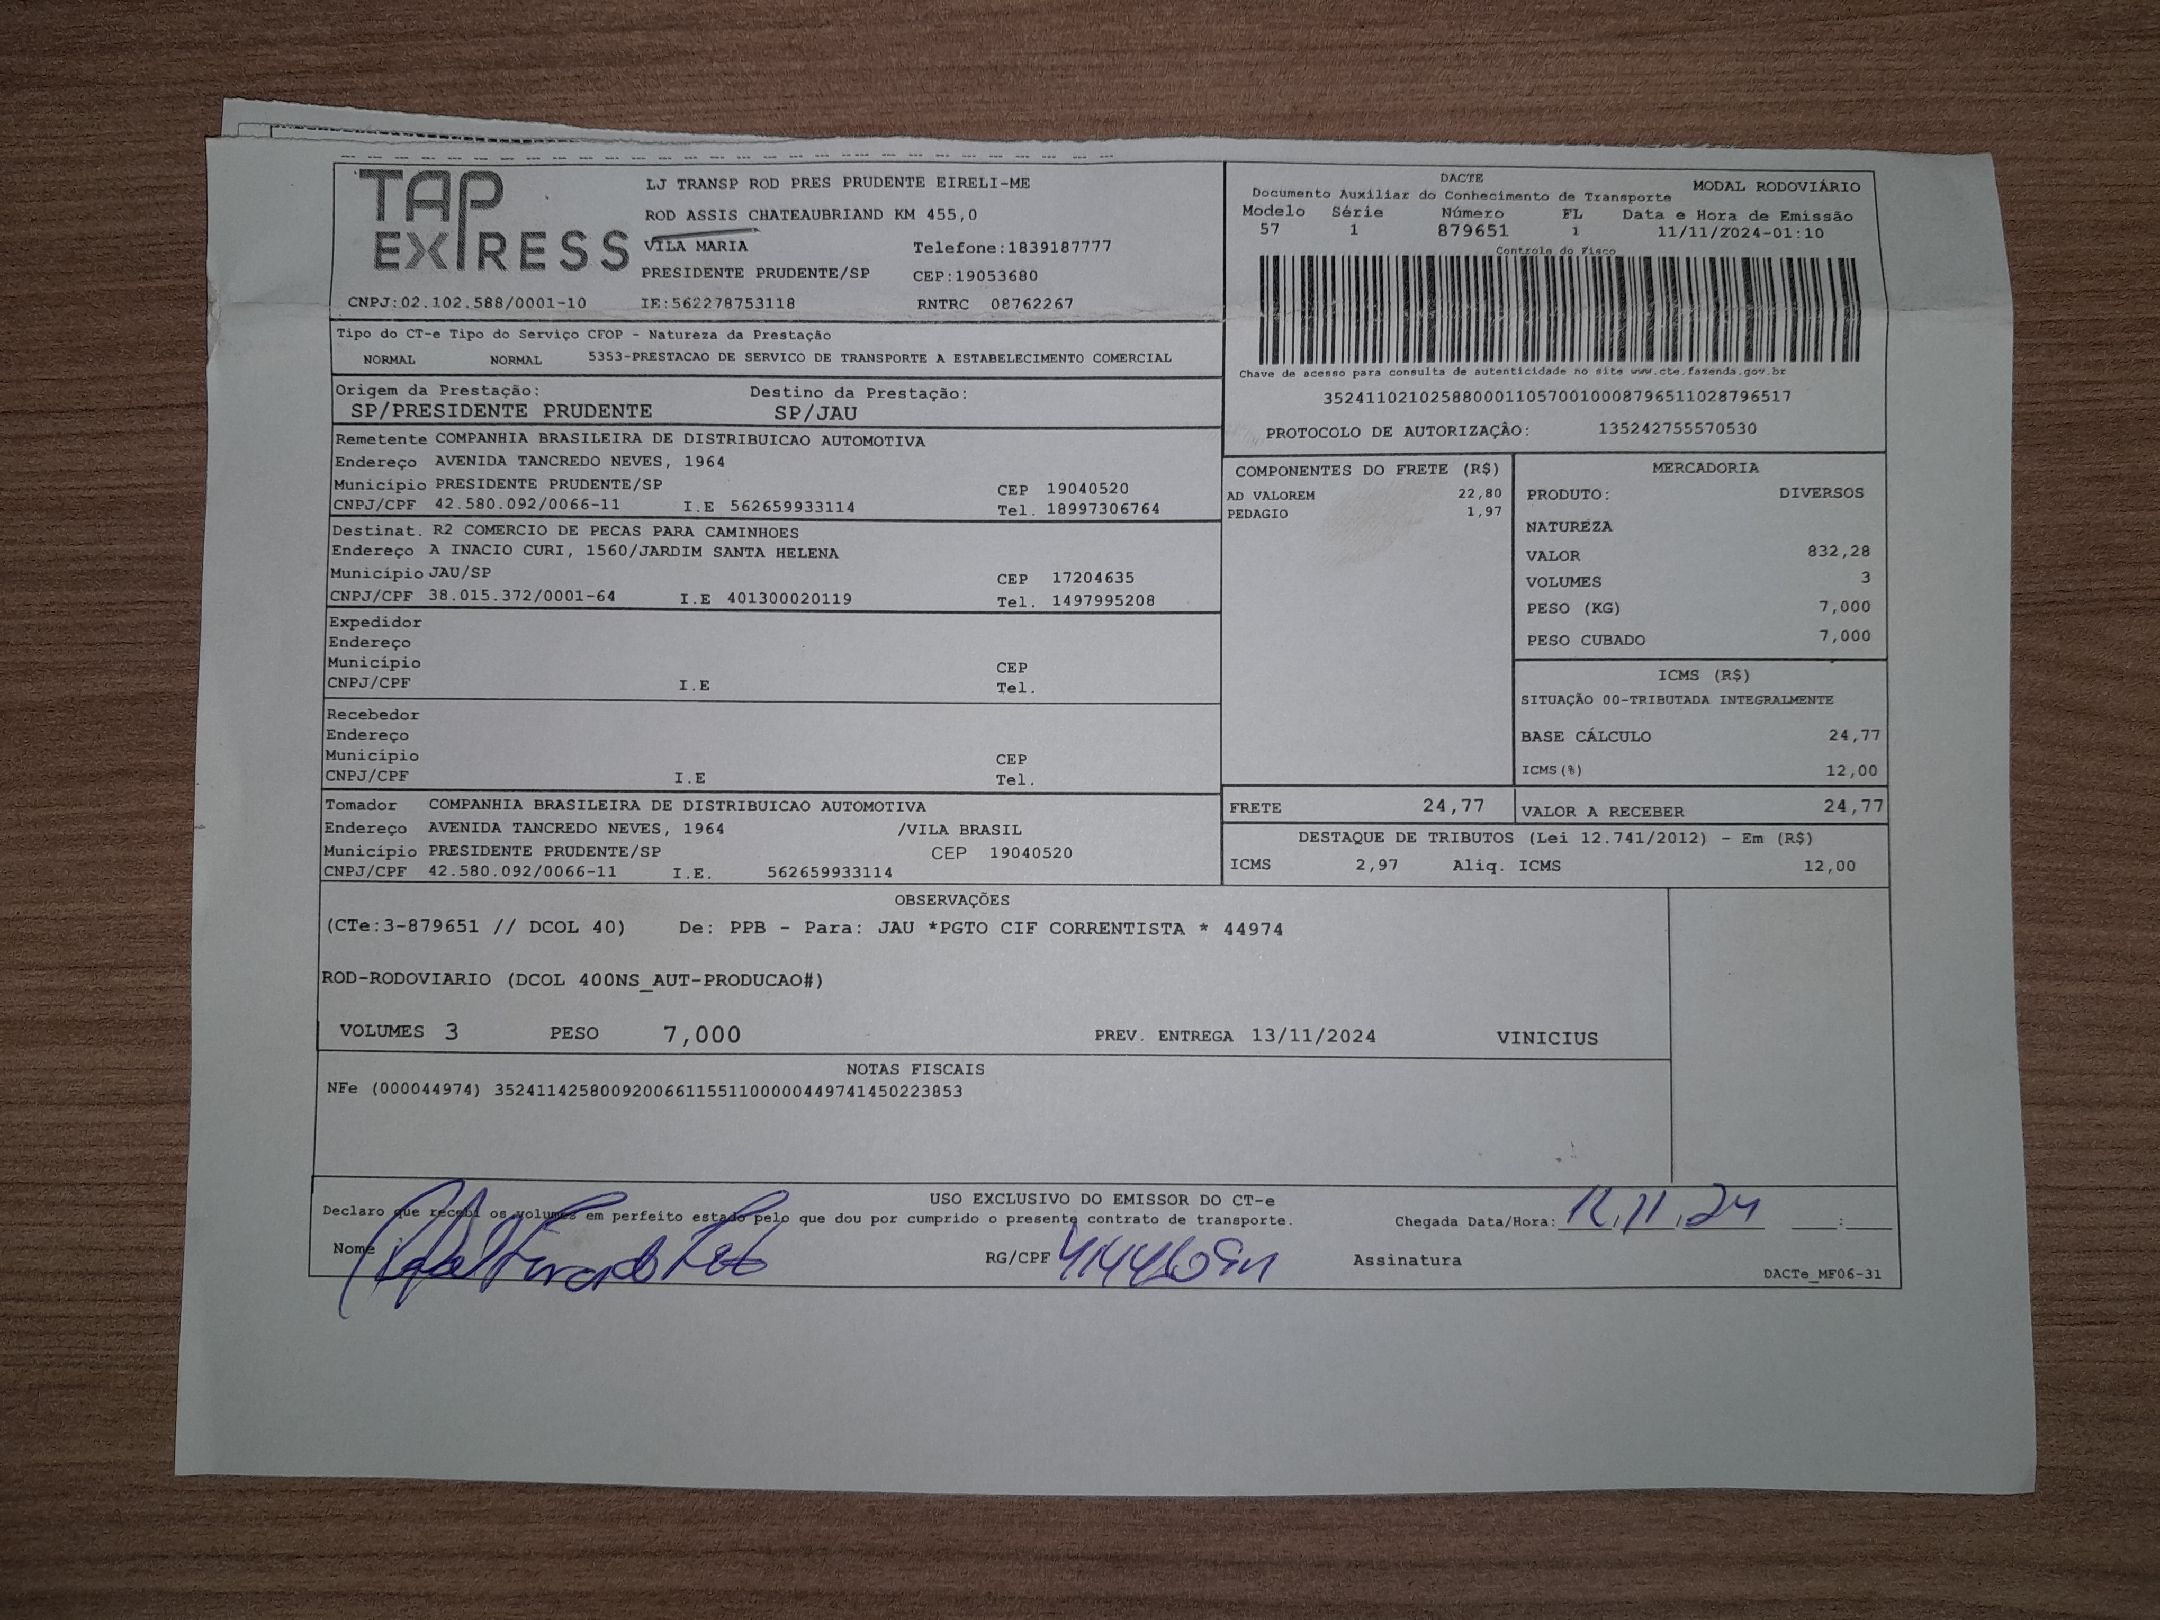 TAP EXPRESS
LJ TRANSP ROD PRES PRUDENTE EIRELI-ME
ROD ASSIS CHATEAUBRIAND KM 455,0
VILA MARIA Telefone:1839187777
PRESIDENTE PRUDENTE/SP CEP:19053680
CNPJ:02.102.588/0001-10 IE:562278753118 RNTRC 08762267
DACTE
Documento Auxiliar do Conhecimento de Transporte MODAL RODOVIÁRIO
Modelo Série Número FL Data e Hora de Emissão
57 1 879651 1 11/11/2024-01:10
Controle do Fisco
Chave de acesso para consulta de autenticidade no site www.cte.fazenda.gov.br
35241102102588000110570010008796511028796517
PROTOCOLO DE AUTORIZAÇÂO: 135242755570530
Tipo do CT-e Tipo do Serviço CFOP - Natureza da Prestação
NORMAL NORMAL 5353-PRESTACAO DE SERVICO DE TRANSPORTE A ESTABELECIMENTO COMERCIAL
Origem da Prestação: Destino da Prestação:
SP/PRESIDENTE PRUDENTE SP/JAU
Remetente COMPANHIA BRASILEIRA DE DISTRIBUICAO AUTOMOTIVA
Endereço AVENIDA TANCREDO NEVES, 1964
Município PRESIDENTE PRUDENTE/SP CEP 19040520
CNPJ/CPF 42.580.092/0066-11 I.E 562659933114 Tel. 18997306764
Destinat. R2 COMERCIO DE PECAS PARA CAMINHOES
Endereço A INACIO CURI, 1560/JARDIM SANTA HELENA
Município JAU/SP CEP 17204635
CNPJ/CPF 38.015.372/0001-64 I.E 401300020119 Tel. 1497995208
Expedidor
Endereço
Município CEP
CNPJ/CPF I.E Tel.
Recebedor
Endereço
Município CEP
CNPJ/CPF I.E Tel.
Tomador COMPANHIA BRASILEIRA DE DISTRIBUICAO AUTOMOTIVA
Endereço AVENIDA TANCREDO NEVES, 1964 /VILA BRASIL
Município PRESIDENTE PRUDENTE/SP CEP 19040520
CNPJ/CPF 42.580.092/0066-11 I.E. 562659933114
COMPONENTES DO FRETE (R$)
AD VALOREM 22,80
PEDAGIO 1,97
MERCADORIA
PRODUTO: DIVERSOS
NATUREZA
VALOR 832,28
VOLUMES 3
PESO (KG) 7,000
PESO CUBADO 7,000
ICMS (R$)
SITUAÇÃO 00-TRIBUTADA INTEGRALMENTE
BASE CÁLCULO 24,77
ICMS(%) 12,00
FRETE 24,77 VALOR A RECEBER 24,77
DESTAQUE DE TRIBUTOS (Lei 12.741/2012) - Em (R$)
ICMS 2,97 Aliq. ICMS 12,00
OBSERVAÇÕES
(CTe:3-879651 // DCOL 40) De: PPB - Para: JAU *PGTO CIF CORRENTISTA * 44974
ROD-RODOVIARIO (DCOL 400NS_AUT-PRODUCAO#)
VOLUMES 3 PESO 7,000 PREV. ENTREGA 13/11/2024 VINICIUS
NOTAS FISCAIS
NFe (000044974) 35241142580092006611551100000449741450223853
USO EXCLUSIVO DO EMISSOR DO CT-e
Declaro que recebi os volumes em perfeito estado pelo que dou por cumprido o presente contrato de transporte. Chegada Data/Hora: 12.11.24 :
Nome RG/CPF Assinatura
DACTe_MF06-31